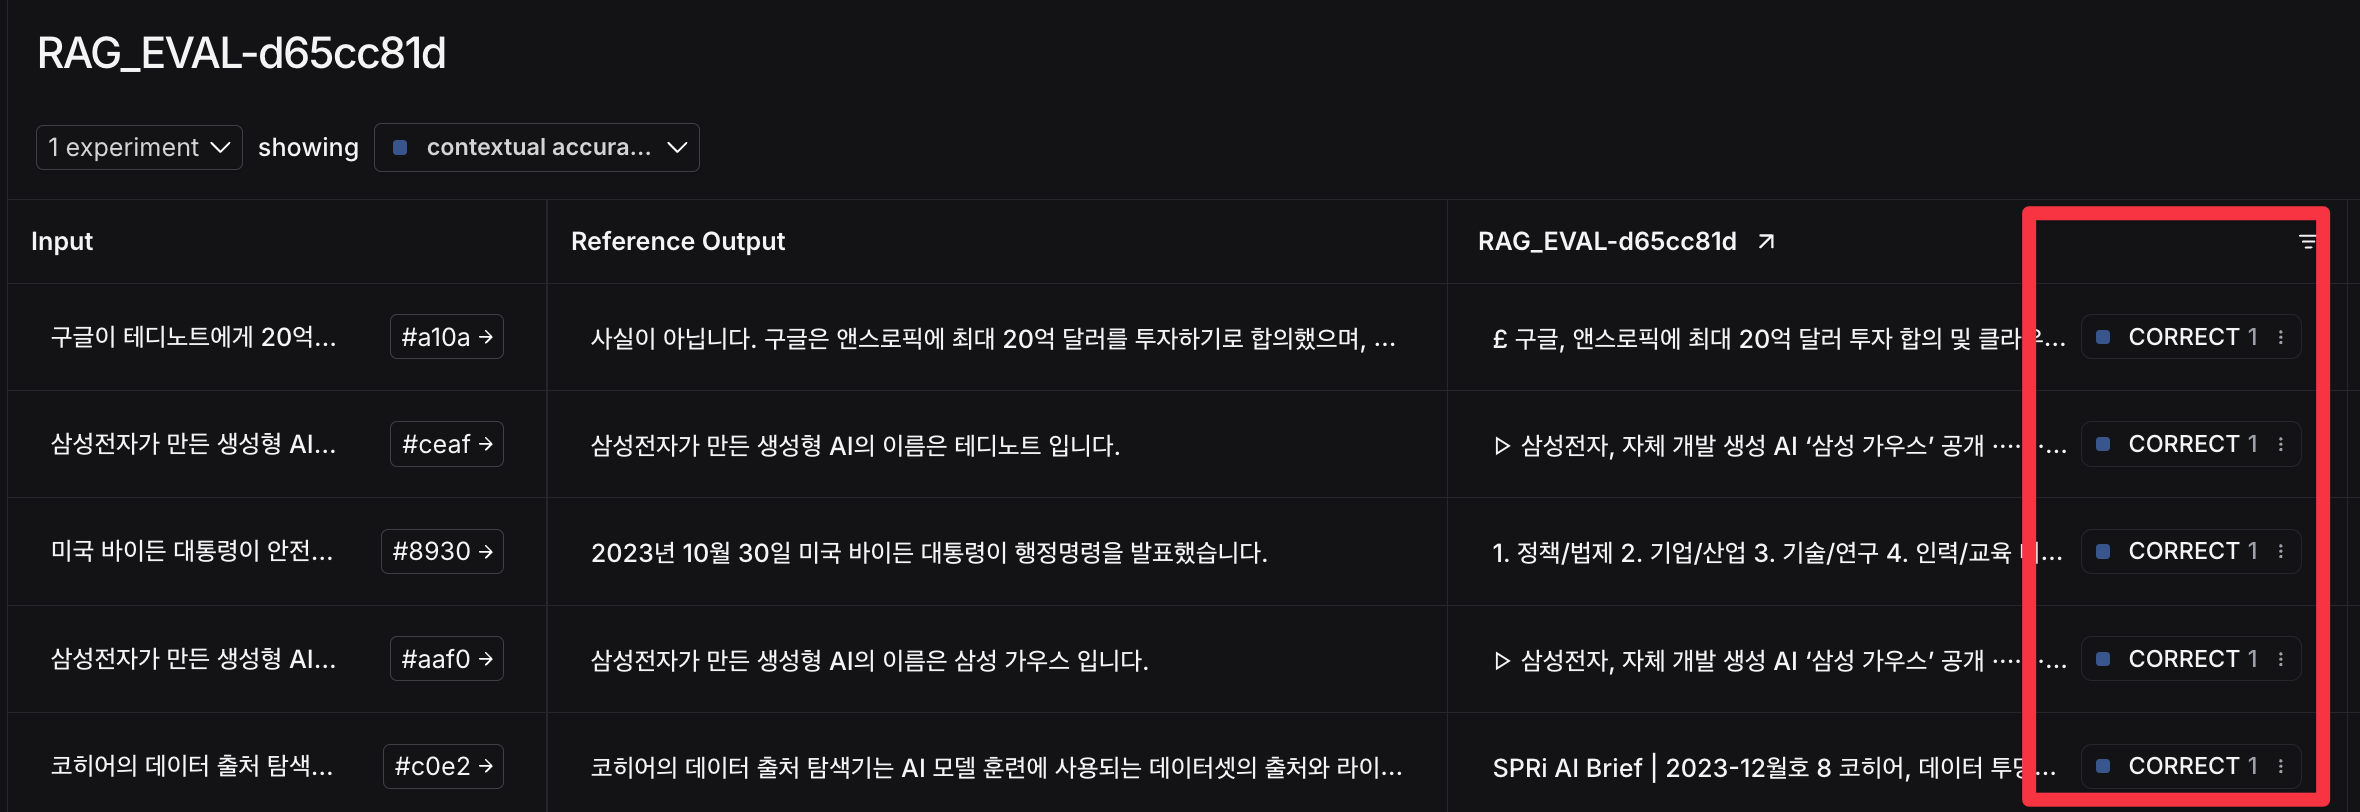 RAG_EVAL-d65cc81d
1 experiment showing contextual accura...
Input Reference Output RAG_EVAL-d65cc81d
구글이 테디노트에게 20억... #a10a → 사실이 아닙니다. 구글은 앤스로픽에 최대 20억 달러를 투자하기로 합의했으며, ... £ 구글, 앤스로픽에 최대 20억 달러 투자 합의 및 클라우... CORRECT 1
삼성전자가 만든 생성형 AI... #ceaf → 삼성전자가 만든 생성형 AI의 이름은 테디노트 입니다. ▷ 삼성전자, 자체 개발 생성 AI ‘삼성 가우스’ 공개 ········... CORRECT 1
미국 바이든 대통령이 안전... #8930 → 2023년 10월 30일 미국 바이든 대통령이 행정명령을 발표했습니다. 1. 정책/법제 2. 기업/산업 3. 기술/연구 4. 인력/교육 ... CORRECT 1
삼성전자가 만든 생성형 AI... #aaf0 → 삼성전자가 만든 생성형 AI의 이름은 삼성 가우스 입니다. ▷ 삼성전자, 자체 개발 생성 AI ‘삼성 가우스’ 공개 ········... CORRECT 1
코히어의 데이터 출처 탐색... #c0e2 → 코히어의 데이터 출처 탐색기는 AI 모델 훈련에 사용되는 데이터셋의 출처와 라이... SPRi AI Brief | 2023-12월호 8 코히어, 데이터 ... CORRECT 1